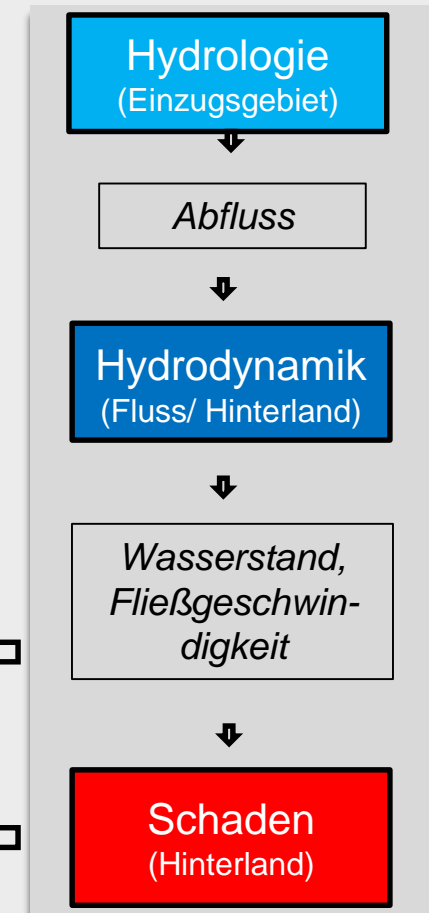 Hydrologie
(Einzugsgebiet)
Abfluss
Hydrodynamik
(Fluss/ Hinterland)
Wasserstand,
Fließgeschwin-
digkeit
Schaden
(Hinterland)